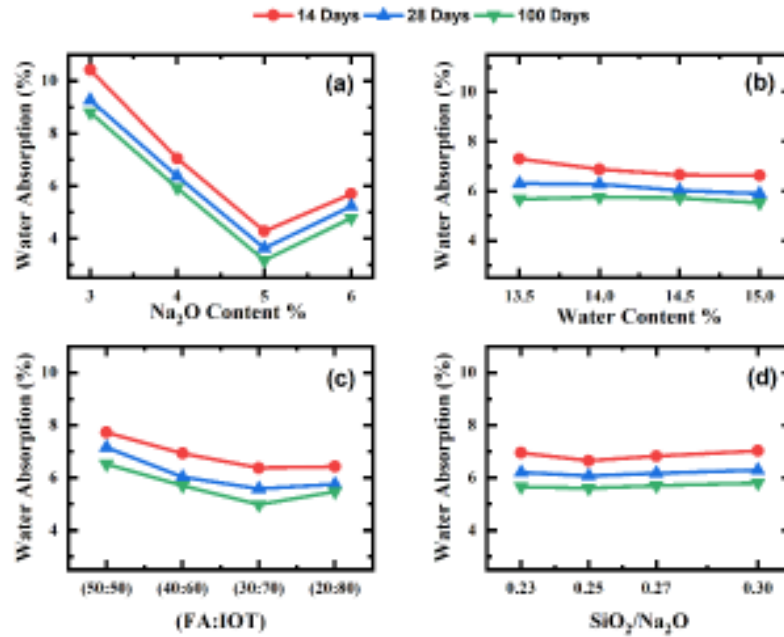 14 Days 28 Days 100 Days
(a)
Water Absorption (%)
10
8
6
4
3 4 5 6
Na₂O Content %
(b)
Water Absorption (%)
10
8
6
4
13.5 14.0 14.5 15.0
Water Content %
(c)
Water Absorption (%)
10
8
6
4
(50:50) (40:60) (30:70) (20:80)
(FA:IOT)
(d)
Water Absorption (%)
10
8
6
4
0.23 0.25 0.27 0.30
SiO₂/Na₂O